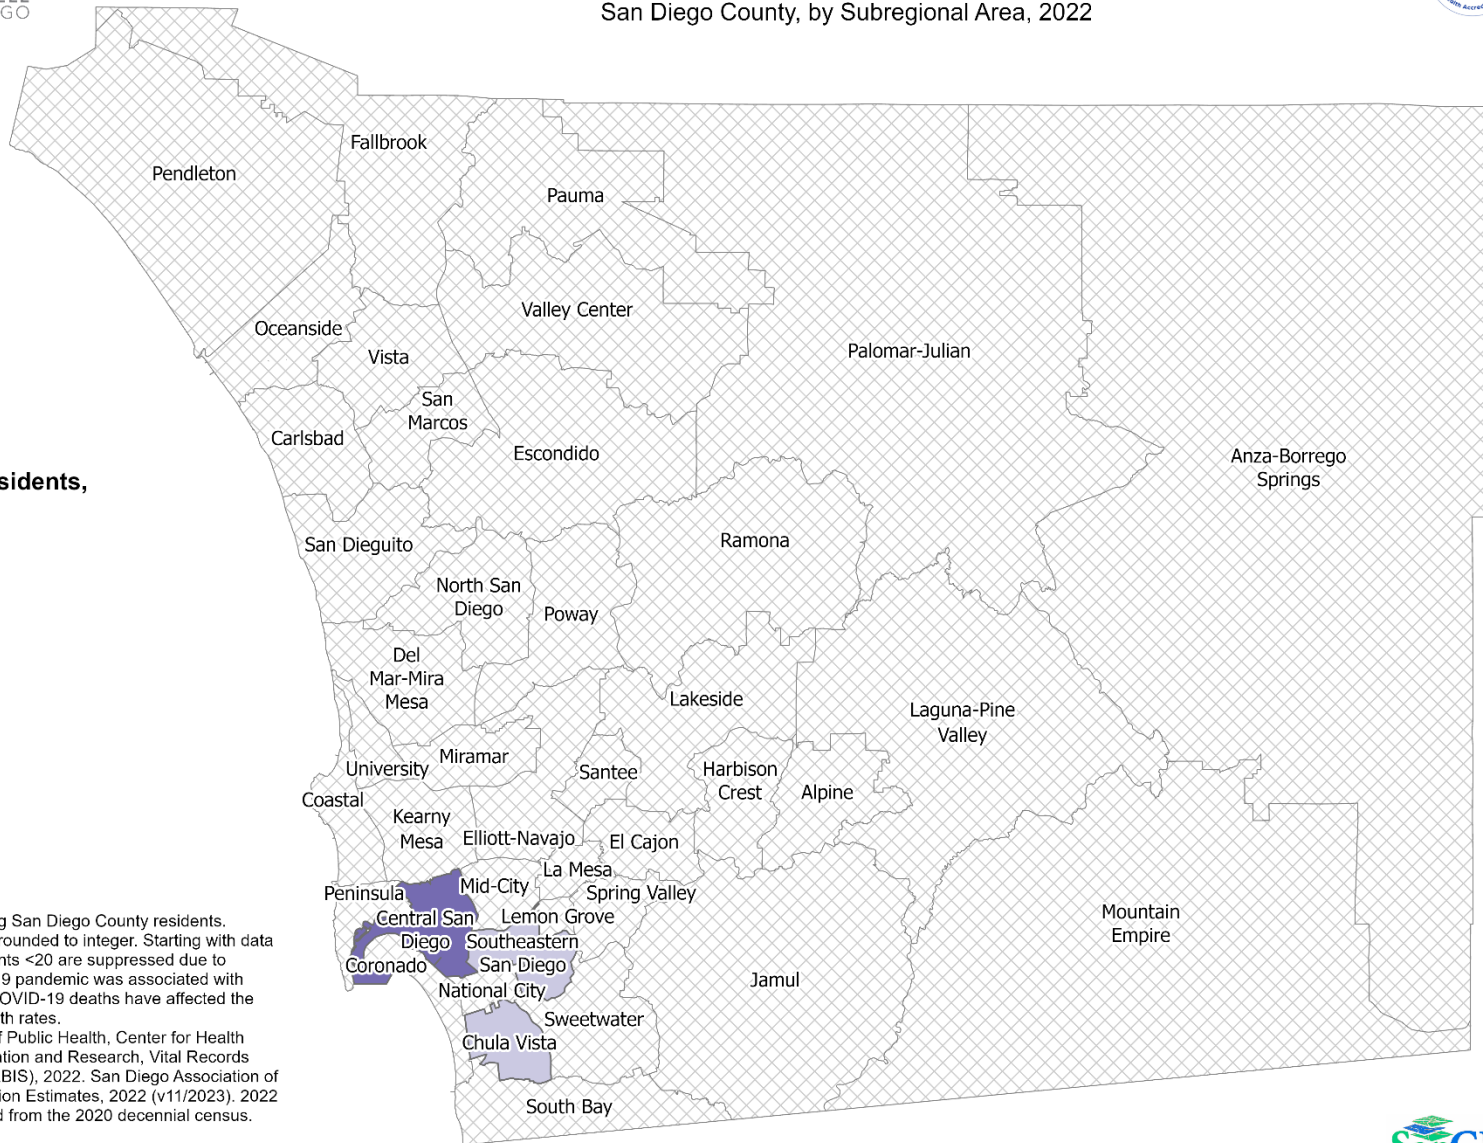 GO
San Diego County, by Subregional Area, 2022
Fallbrook
Pendleton
Pauma
Valley Center
Oceanside
Palomar-Julian
Vista
San
Marcos
Carlsbad
Escondido
Anza-Borrego
Springs
sidents,
Ramona
San Dieguito
North San
Diego
Poway
Del
Mar-Mira
Mesa
Lakeside
Laguna-Pine
Valley
Miramar
University
Santee
Harbison
Crest
Alpine
Coastal
Kearny
Mesa
Elliott-Navajo
El Cajon
La Mesa
Peninsula
Mid-City
Spring Valley
Central San
Diego
Lemon Grove
Southeastern
San Diego
Coronado
National City
Mountain
Empire
Jamul
Sweetwater
Chula Vista
South Bay
g San Diego County residents.
rounded to integer. Starting with data
nts <20 are suppressed due to
9 pandemic was associated with
OVID-19 deaths have affected the
th rates.
f Public Health, Center for Health
ation and Research, Vital Records
BIS), 2022. San Diego Association of
ion Estimates, 2022 (v11/2023). 2022
d from the 2020 decennial census.